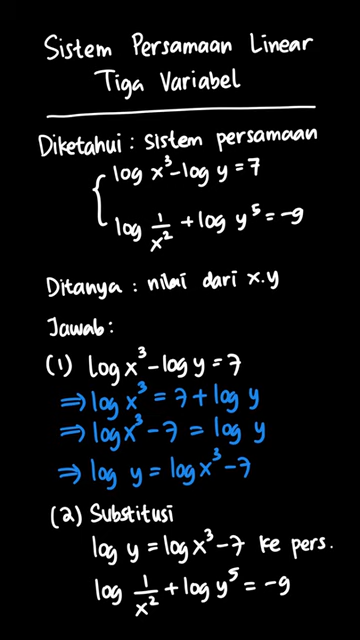 Sistem Persamaan Linear
Tiga Variabel
Diketahui : Sistem persamaan
log x³ - log y = 7
log 1/x² + log y⁵ = -9
Ditanya : nilai dari x.y
Jawab :
(1) log x³ - log y = 7
⇒ log x³ = 7 + log y
⇒ log x³ - 7 = log y
⇒ log y = log x³ - 7
(2) Substitusi
log y = log x³ - 7 ke pers.
log 1/x² + log y⁵ = -9